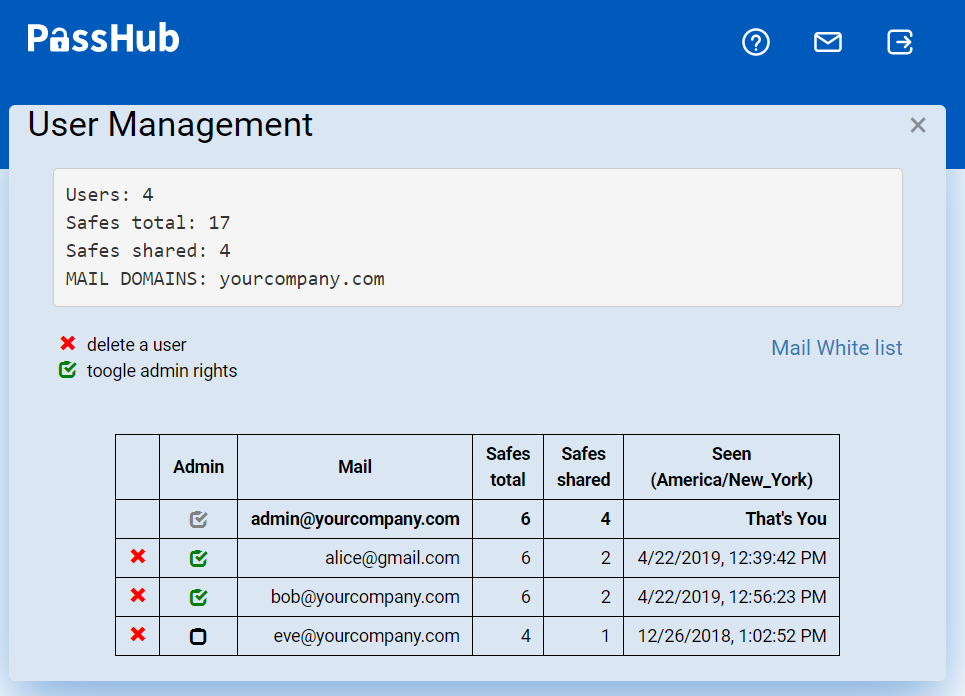 PassHub
User Management
Users: 4
Safes total: 17
Safes shared: 4
MAIL DOMAINS: yourcompany.com
delete a user
toogle admin rights
Mail White list
Admin Mail Safes total Safes shared Seen (America/New_York)
admin@yourcompany.com 6 4 That's You
alice@gmail.com 6 2 4/22/2019, 12:39:42 PM
bob@yourcompany.com 6 2 4/22/2019, 12:56:23 PM
eve@yourcompany.com 4 1 12/26/2018, 1:02:52 PM